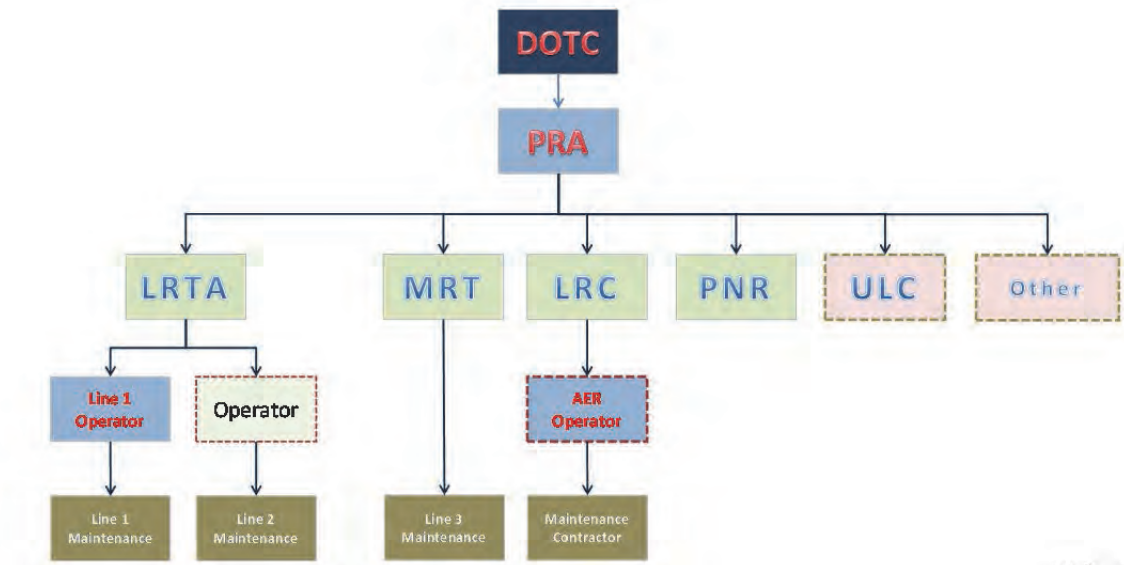 DOTC
PRA
LRTA
MRT
LRC
PNR
ULC
Other
Line 1
Operator
Operator
AER
Operator
Line 1
Maintenance
Line 2
Maintenance
Line 3
Maintenance
Maintenance
Contractor